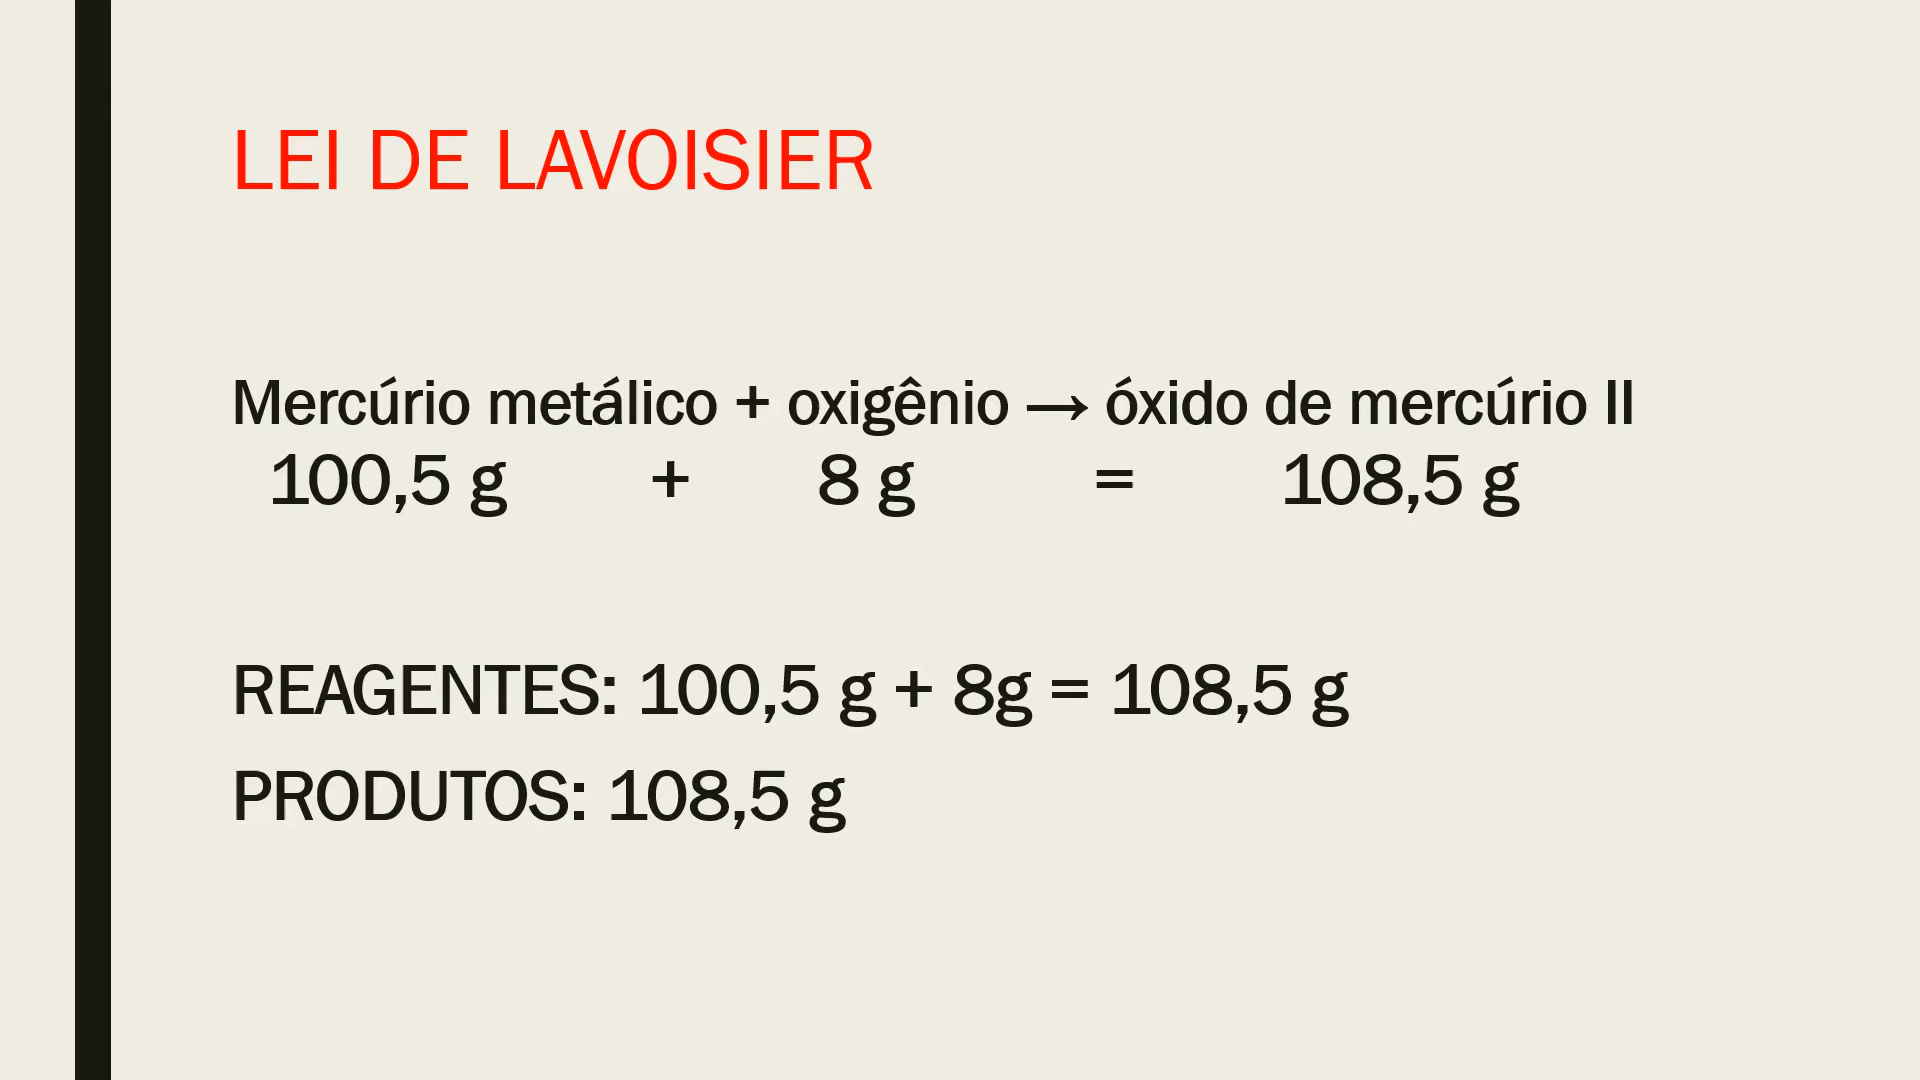 LEI DE LAVOISIER
Mercúrio metálico + oxigênio → óxido de mercúrio II
100,5 g + 8 g = 108,5 g
REAGENTES: 100,5 g + 8g = 108,5 g
PRODUTOS: 108,5 g